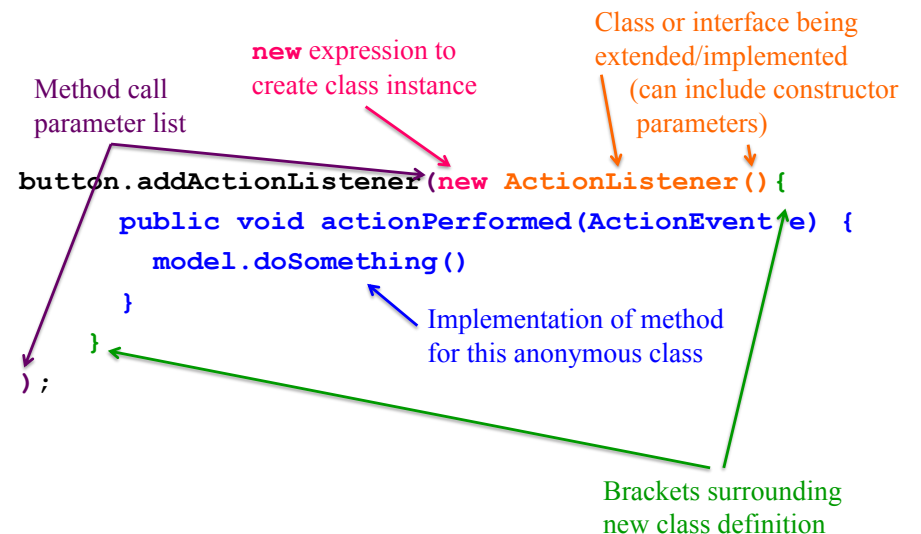 Class or interface being
extended/implemented
(can include constructor
parameters)
new expression to
create class instance
Method call
parameter list
button.addActionListener(new ActionListener(){
public void actionPerformed(ActionEvent e) {
model.doSomething()
}
}
);
Implementation of method
for this anonymous class
Brackets surrounding
new class definition